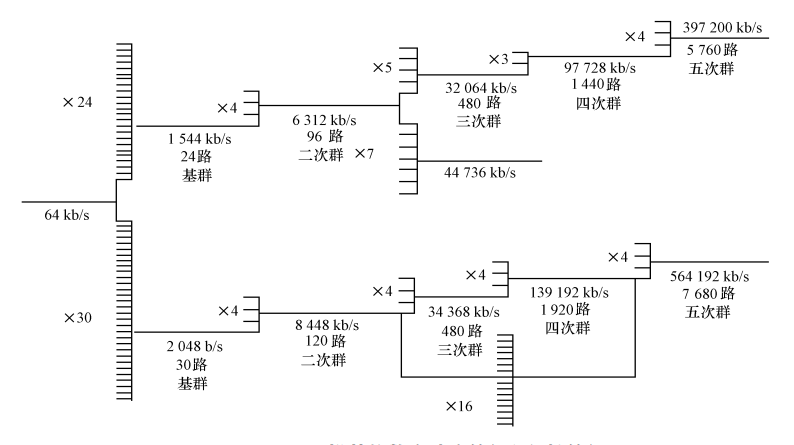 397 200 kb/s
×4
5 760路
五次群
×3
×5
97 728 kb/s
1 440路
四次群
32 064 kb/s
480 路
三次群
×24
×4
6 312 kb/s
96 路
二次群
×7
1 544 kb/s
24路
基群
44 736 kb/s
64 kb/s
×4
564 192 kb/s
7 680路
五次群
×4
139 192 kb/s
1 920路
四次群
×4
34 368 kb/s
480路
三次群
×30
×4
8 448 kb/s
120 路
二次群
2 048 b/s
30路
基群
×16